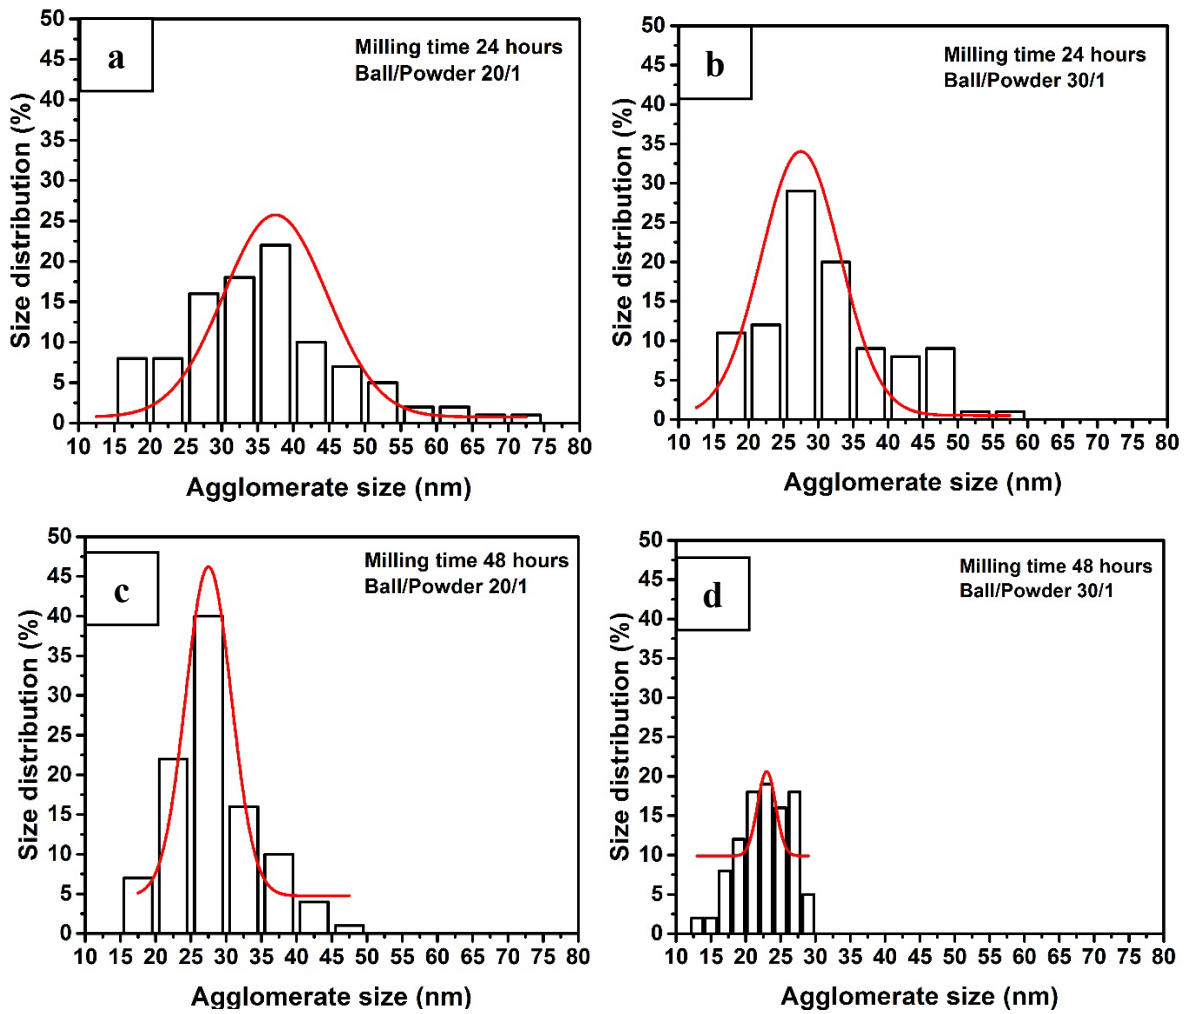 a
Milling time 24 hours
Ball/Powder 20/1
Size distribution (%)
50
45
40
35
30
25
20
15
10
5
0
10 15 20 25 30 35 40 45 50 55 60 65 70 75 80
Agglomerate size (nm)
b
Milling time 24 hours
Ball/Powder 30/1
Size distribution (%)
50
45
40
35
30
25
20
15
10
5
0
10 15 20 25 30 35 40 45 50 55 60 65 70 75 80
Agglomerate size (nm)
c
Milling time 48 hours
Ball/Powder 20/1
Size distribution (%)
50
45
40
35
30
25
20
15
10
5
0
10 15 20 25 30 35 40 45 50 55 60 65 70 75 80
Agglomerate size (nm)
d
Milling time 48 hours
Ball/Powder 30/1
Size distribution (%)
50
45
40
35
30
25
20
15
10
5
0
10 15 20 25 30 35 40 45 50 55 60 65 70 75 80
Agglomerate size (nm)